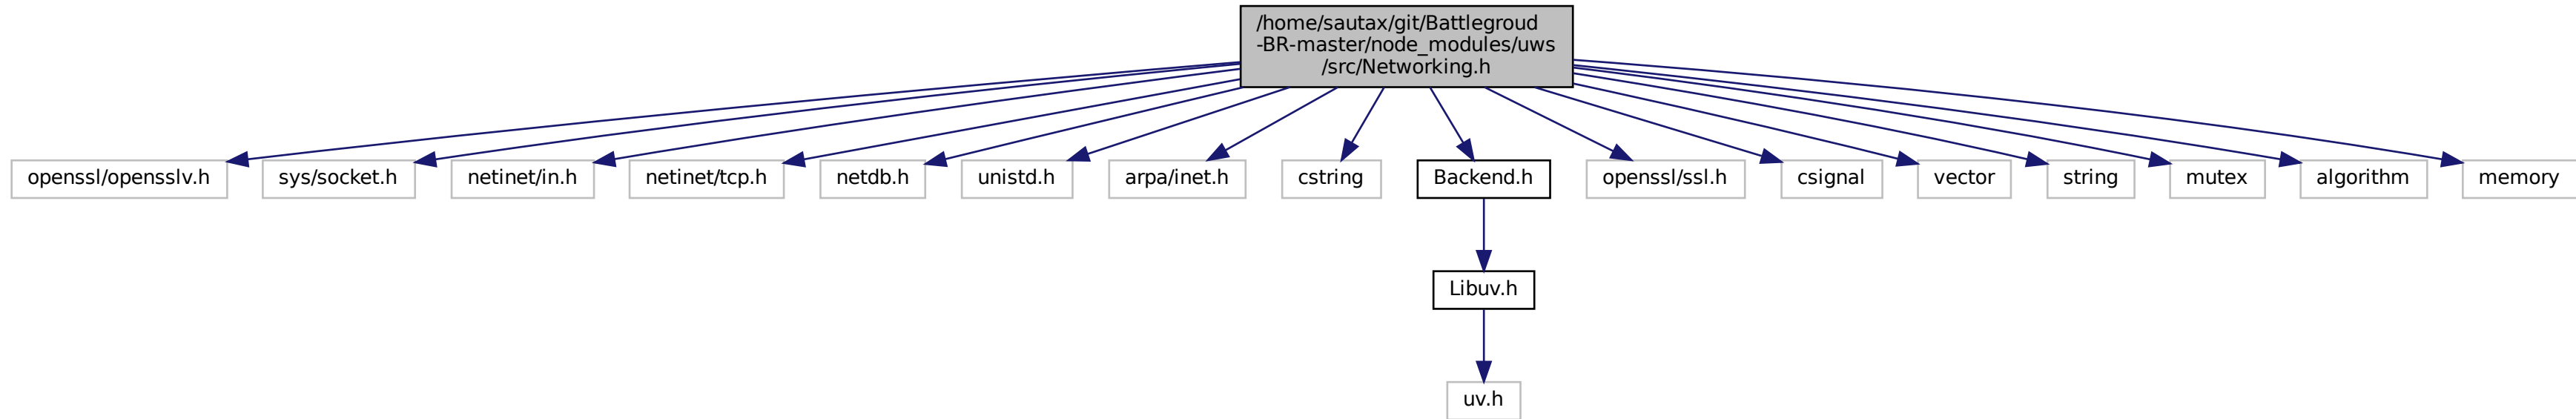 /home/sautax/git/Battlegroud
-BR-master/node_modules/uws
/src/Networking.h
openssl/opensslv.h
sys/socket.h
netinet/in.h
netinet/tcp.h
netdb.h
unistd.h
arpa/inet.h
cstring
Backend.h
openssl/ssl.h
csignal
vector
string
mutex
algorithm
memory
Libuv.h
uv.h